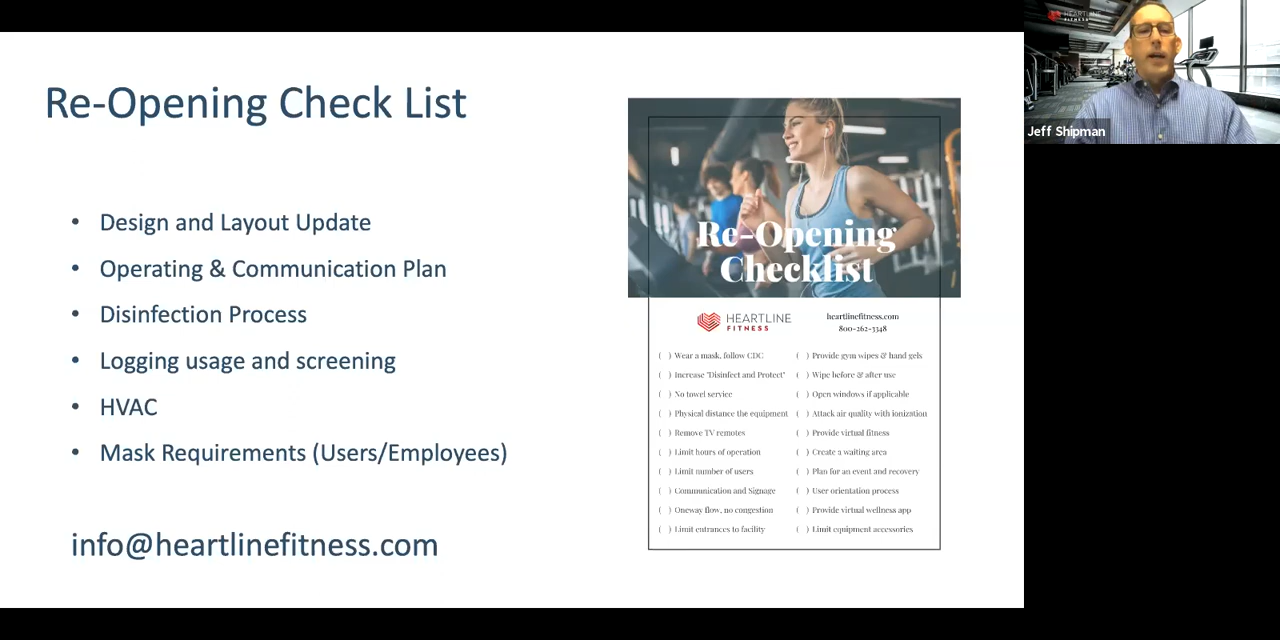 Re-Opening Check List
• Design and Layout Update
• Operating & Communication Plan
• Disinfection Process
• Logging usage and screening
• HVAC
• Mask Requirements (Users/Employees)
info@heartlinefitness.com
Re-Opening
Checklist
HEARTLINE
FITNESS
heartlinefitness.com
800-262-3348
( ) Wear a mask, follow CDC
( ) Increase "Disinfect and Protect"
( ) No towel service
( ) Physical distance the equipment
( ) Remove TV remotes
( ) Limit hours of operation
( ) Limit number of users
( ) Communication and Signage
( ) Oneway flow, no congestion
( ) Limit entrances to facility
( ) Provide gym wipes & hand gels
( ) Wipe before & after use
( ) Open windows if applicable
( ) Attack air quality with ionization
( ) Provide virtual fitness
( ) Create a waiting area
( ) Plan for an event and recovery
( ) User orientation process
( ) Provide virtual wellness app
( ) Limit equipment accessories
HEARTLINE
FITNESS
Jeff Shipman